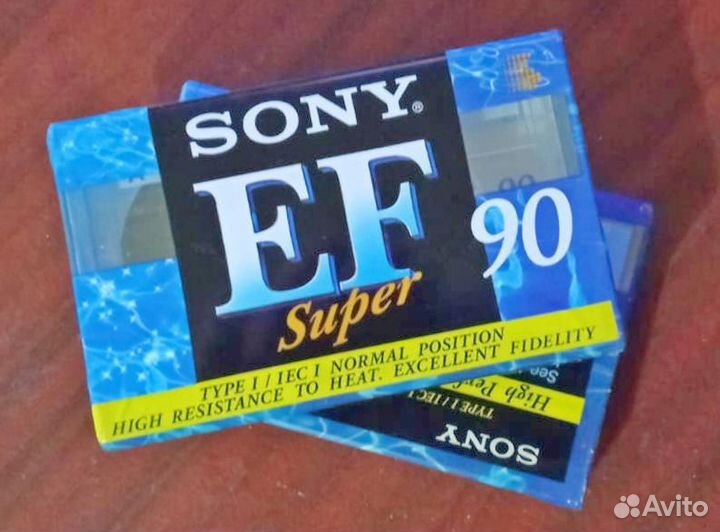 SONY®
EF
Super
90
TYPE I / IEC I NORMAL POSITION
HIGH RESISTANCE TO HEAT. EXCELLENT FIDELITY
TYPE I / IEC I
High
SONY
Avito